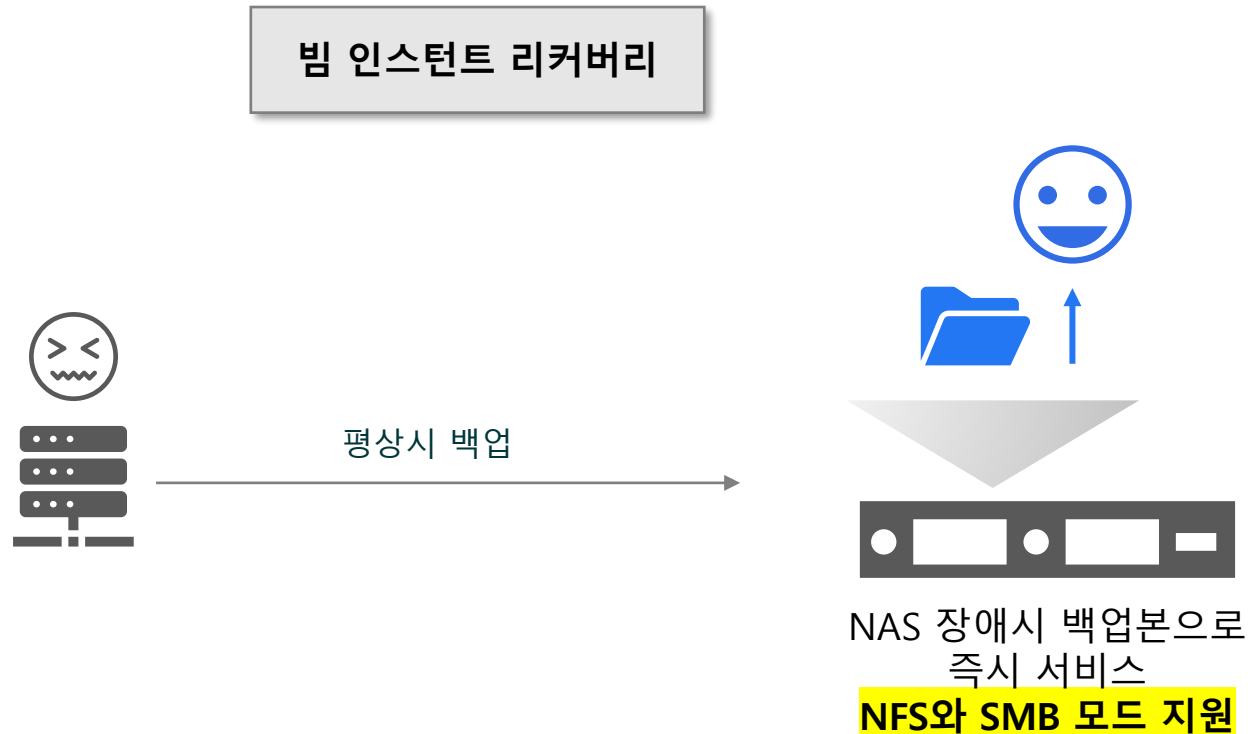 빔 인스턴트 리커버리
평상시 백업
NAS 장애시 백업본으로
즉시 서비스
NFS와 SMB 모드 지원